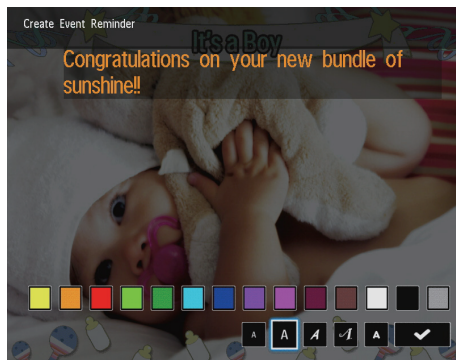 Create Event Reminder
It's a Boy
Congratulations on your new bundle of
sunshine!!
A A A A A